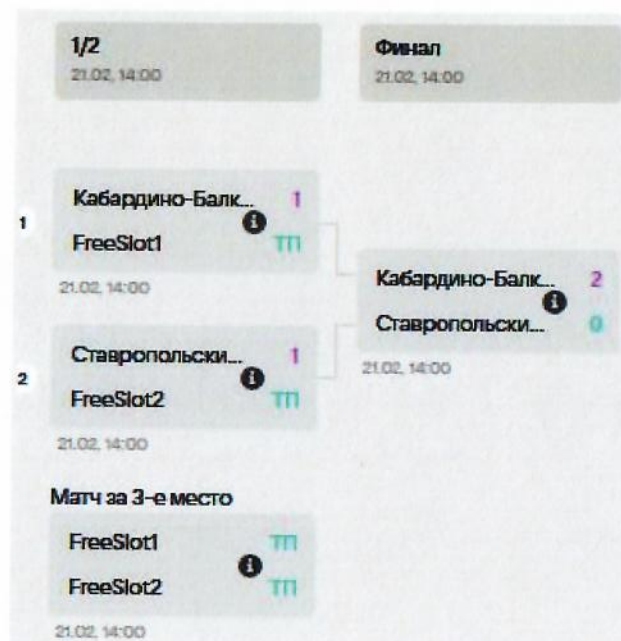 1/2
21.02, 14:00
Финал
21.02, 14:00
1
Кабардино-Балк... 1
FreeSlot1 ТП
21.02, 14:00
2
Ставропольски... 1
FreeSlot2 ТП
21.02, 14:00
Кабардино-Балк... 2
Ставропольски... 0
21.02, 14:00
Матч за 3-е место
FreeSlot1 ТП
FreeSlot2 ТП
21.02, 14:00